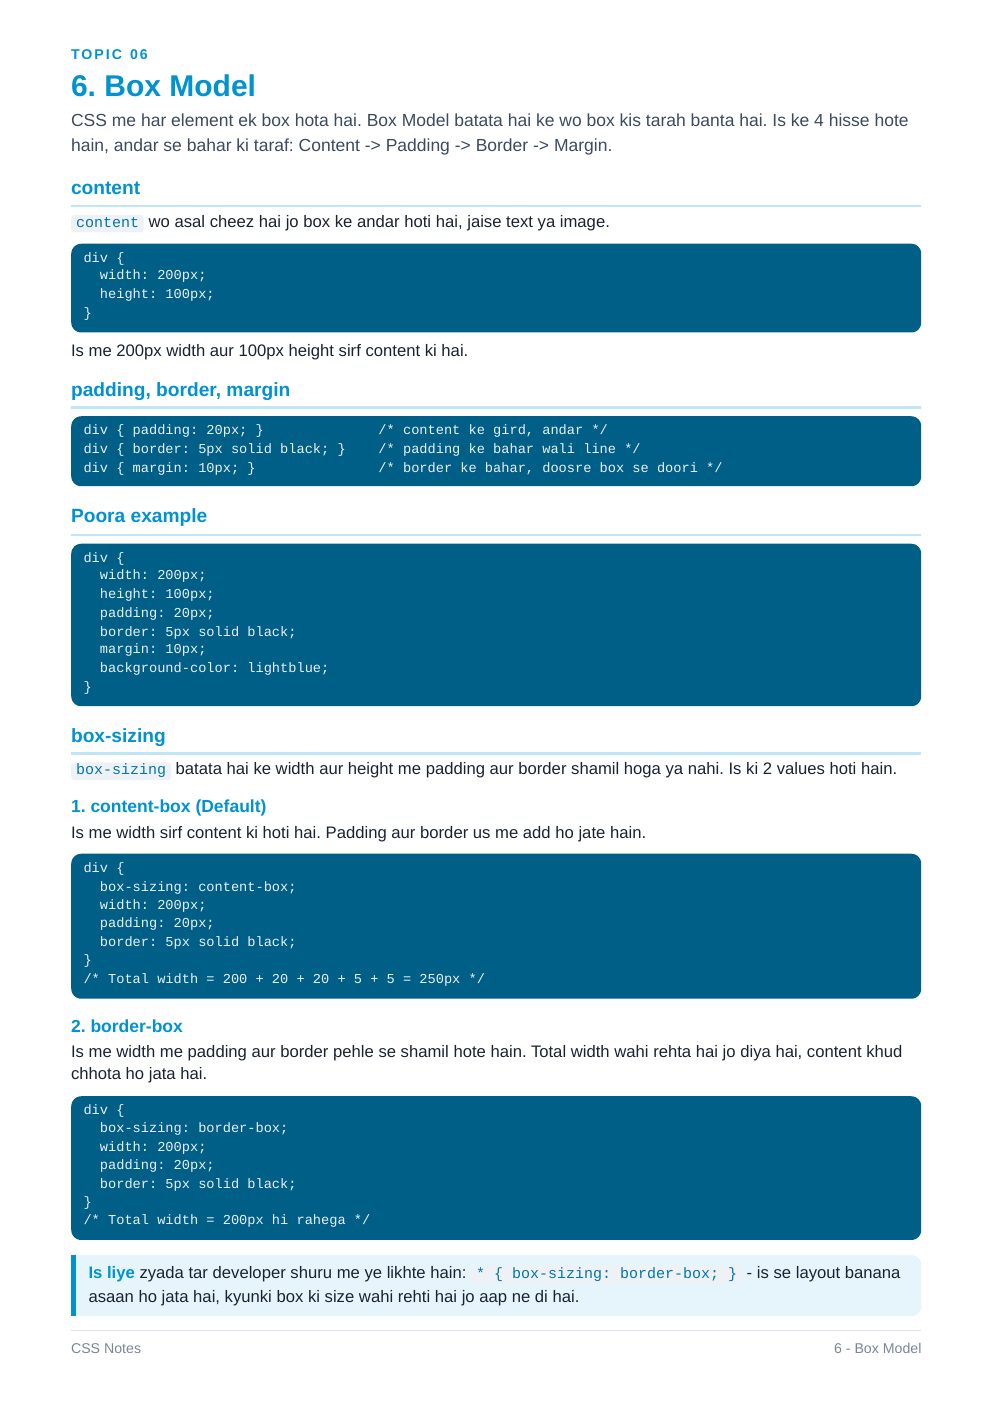 TOPIC 06
6. Box Model
CSS me har element ek box hota hai. Box Model batata hai ke wo box kis tarah banta hai. Is ke 4 hisse hote
hain, andar se bahar ki taraf: Content -> Padding -> Border -> Margin.
content
content wo asal cheez hai jo box ke andar hoti hai, jaise text ya image.
div {
  width: 200px;
  height: 100px;
}
Is me 200px width aur 100px height sirf content ki hai.
padding, border, margin
div { padding: 20px; }              /* content ke gird, andar */
div { border: 5px solid black; }    /* padding ke bahar wali line */
div { margin: 10px; }               /* border ke bahar, doosre box se doori */
Poora example
div {
  width: 200px;
  height: 100px;
  padding: 20px;
  border: 5px solid black;
  margin: 10px;
  background-color: lightblue;
}
box-sizing
box-sizing batata hai ke width aur height me padding aur border shamil hoga ya nahi. Is ki 2 values hoti hain.
1. content-box (Default)
Is me width sirf content ki hoti hai. Padding aur border us me add ho jate hain.
div {
  box-sizing: content-box;
  width: 200px;
  padding: 20px;
  border: 5px solid black;
}
/* Total width = 200 + 20 + 20 + 5 + 5 = 250px */
2. border-box
Is me width me padding aur border pehle se shamil hote hain. Total width wahi rehta hai jo diya hai, content khud
chhota ho jata hai.
div {
  box-sizing: border-box;
  width: 200px;
  padding: 20px;
  border: 5px solid black;
}
/* Total width = 200px hi rahega */
Is liye zyada tar developer shuru me ye likhte hain: * { box-sizing: border-box; } - is se layout banana
asaan ho jata hai, kyunki box ki size wahi rehti hai jo aap ne di hai.
CSS Notes
6 - Box Model